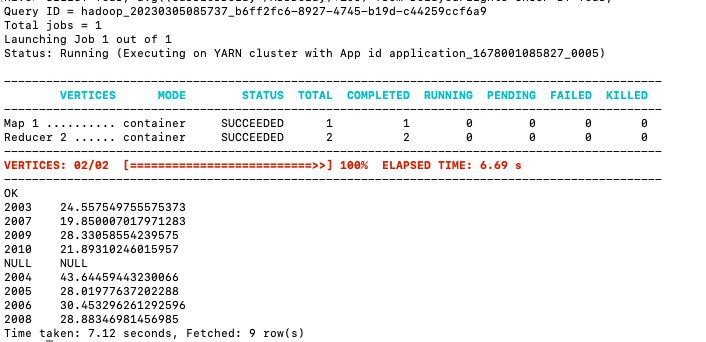 Query ID = hadoop_20230305085737_b6ff2fc6-8927-4745-b19d-c44259ccf6a9
Total jobs = 1
Launching Job 1 out of 1
Status: Running (Executing on YARN cluster with App id application_1678001085827_0005)
----------------------------------------------------------------------------------------------
VERTICES MODE STATUS TOTAL COMPLETED RUNNING PENDING FAILED KILLED
----------------------------------------------------------------------------------------------
Map 1 .......... container SUCCEEDED 1 1 0 0 0 0
Reducer 2 ...... container SUCCEEDED 2 2 0 0 0 0
----------------------------------------------------------------------------------------------
VERTICES: 02/02 [==========================>>] 100% ELAPSED TIME: 6.69 s
----------------------------------------------------------------------------------------------
OK
2003 24.557549755575373
2007 19.850007017971283
2009 28.33058554239575
2010 21.89310246015957
NULL NULL
2004 43.64459443230066
2005 28.01977637202288
2006 30.453296261292596
2008 28.88346981456985
Time taken: 7.12 seconds, Fetched: 9 row(s)